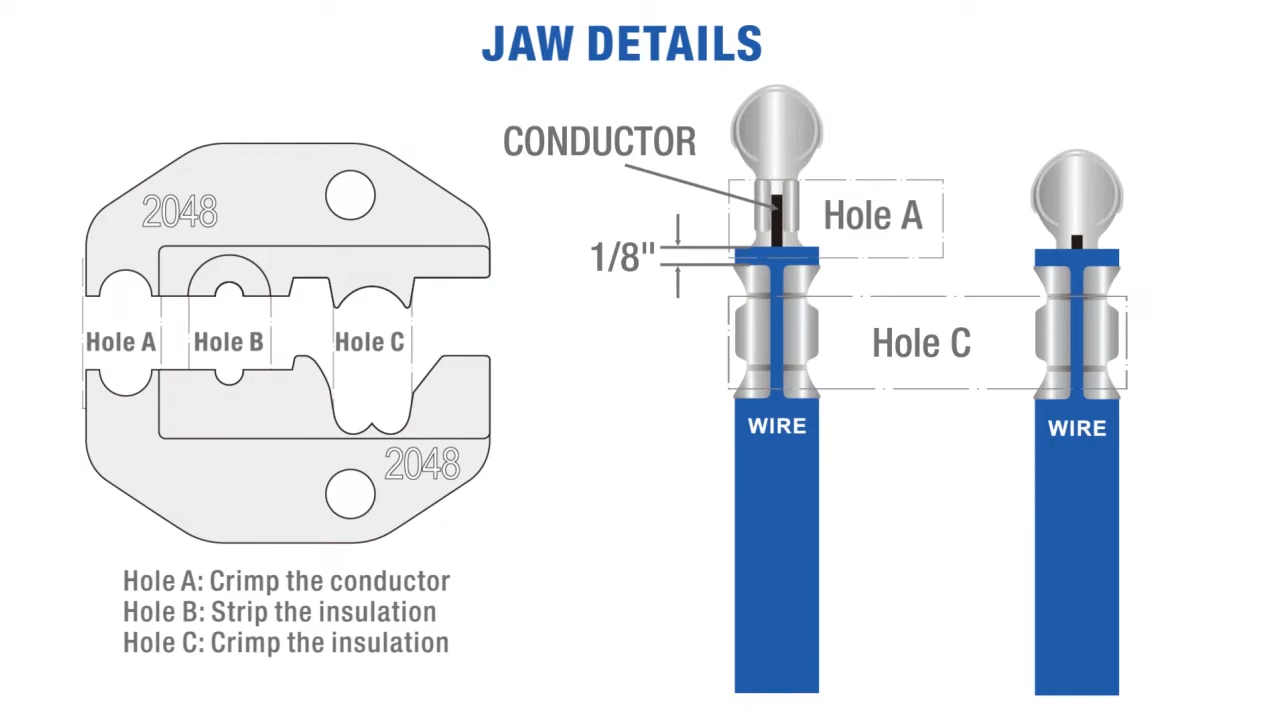 JAW DETAILS
2048
Hole A
Hole B
Hole C
2048
Hole A: Crimp the conductor
Hole B: Strip the insulation
Hole C: Crimp the insulation
CONDUCTOR
Hole A
1/8"
Hole C
WIRE
WIRE